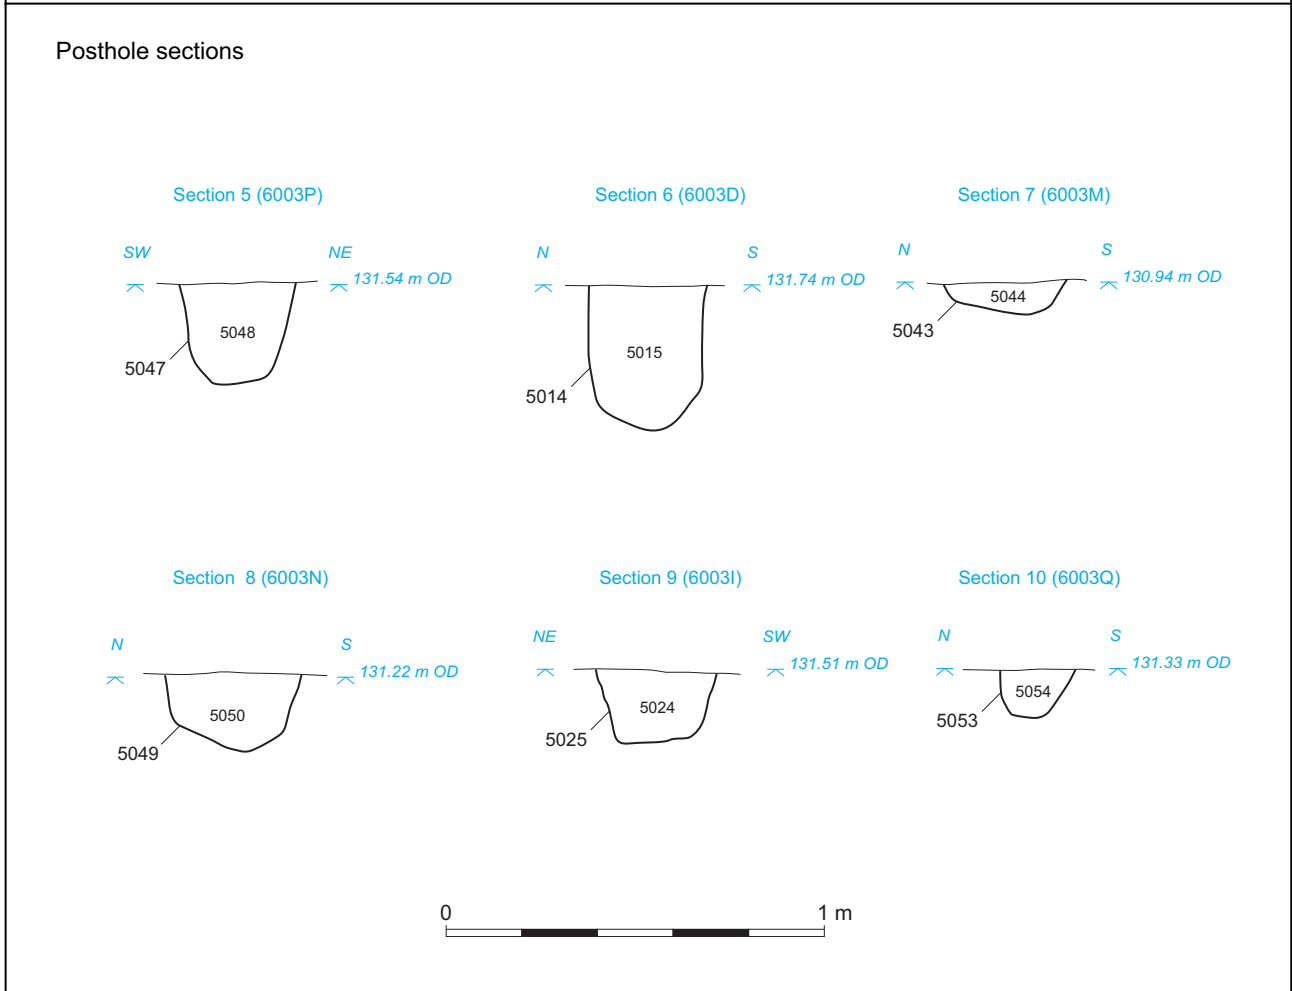 Posthole sections
Section 5 (6003P)
SW
NE
131.54 m OD
5048
5047
Section 6 (6003D)
N
S
131.74 m OD
5015
5014
Section 7 (6003M)
N
S
130.94 m OD
5044
5043
Section 8 (6003N)
N
S
131.22 m OD
5050
5049
Section 9 (6003I)
NE
SW
131.51 m OD
5024
5025
Section 10 (6003Q)
N
S
131.33 m OD
5054
5053
0
1 m